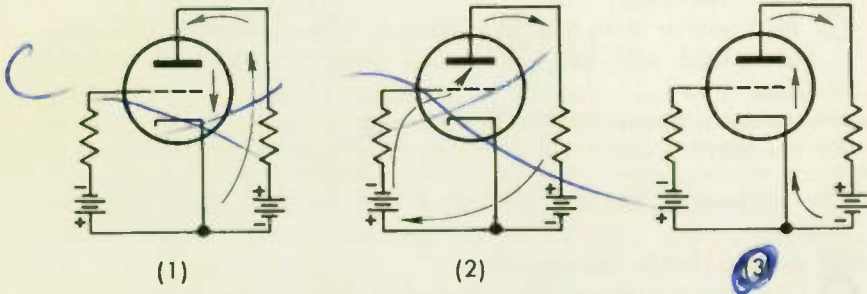 C
- + + -
- + + -
- + + -
(1) (2) (3)